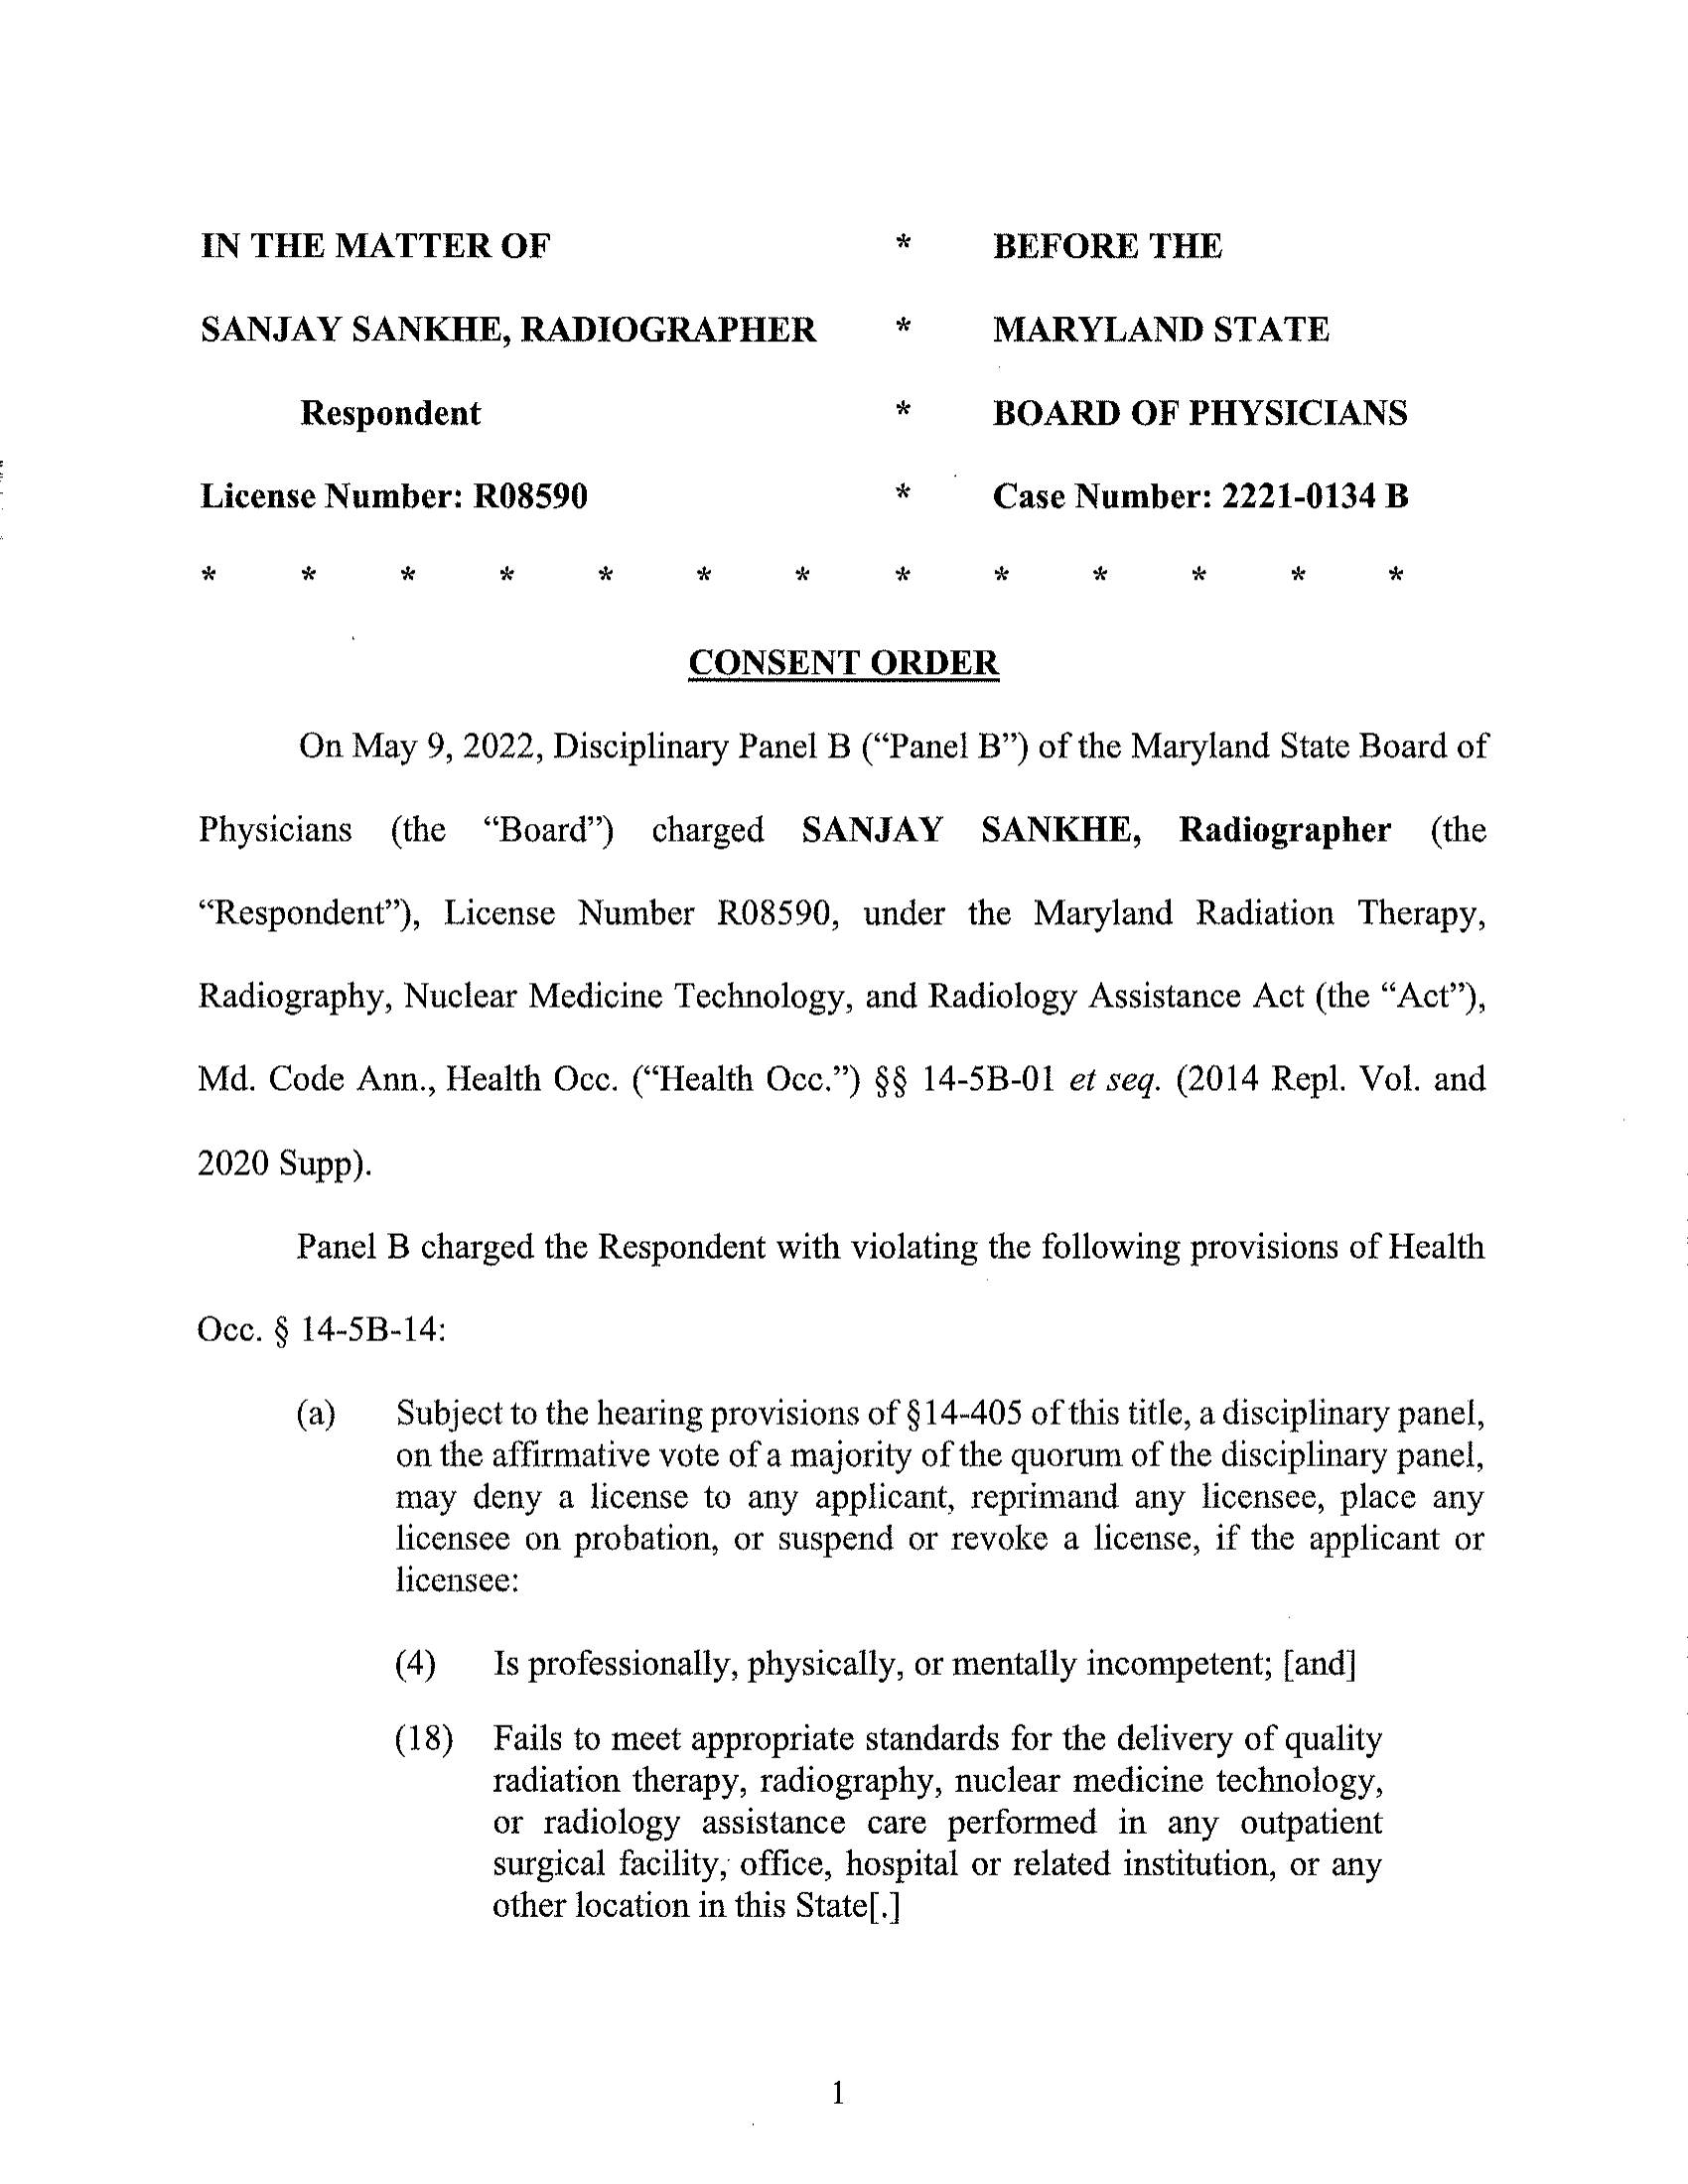 IN THE MATTER OF * BEFORE THE
SANJAY SANKHE, RADIOGRAPHER * MARYLAND STATE
Respondent * BOARD OF PHYSICIANS
License Number: R08590 * Case Number: 2221-0134 B
* * * * * * * * * * * * *
CONSENT ORDER
On May 9, 2022, Disciplinary Panel B (“Panel B”) of the Maryland State Board of
Physicians (the “Board”) charged SANJAY SANKHE, Radiographer (the
“Respondent”), License Number R08590, under the Maryland Radiation Therapy,
Radiography, Nuclear Medicine Technology, and Radiology Assistance Act (the “Act”),
Md. Code Ann., Health Occ. (“Health Occ.”) §§ 14-5B-01 et seq. (2014 Repl. Vol. and
2020 Supp).
Panel B charged the Respondent with violating the following provisions of Health
Occ. § 14-5B-14:
(a) Subject to the hearing provisions of §14-405 of this title, a disciplinary panel,
on the affirmative vote of a majority of the quorum of the disciplinary panel,
may deny a license to any applicant, reprimand any licensee, place any
licensee on probation, or suspend or revoke a license, if the applicant or
licensee:
(4) Is professionally, physically, or mentally incompetent; [and]
(18) Fails to meet appropriate standards for the delivery of quality
radiation therapy, radiography, nuclear medicine technology,
or radiology assistance care performed in any outpatient
surgical facility, office, hospital or related institution, or any
other location in this State[.]
1